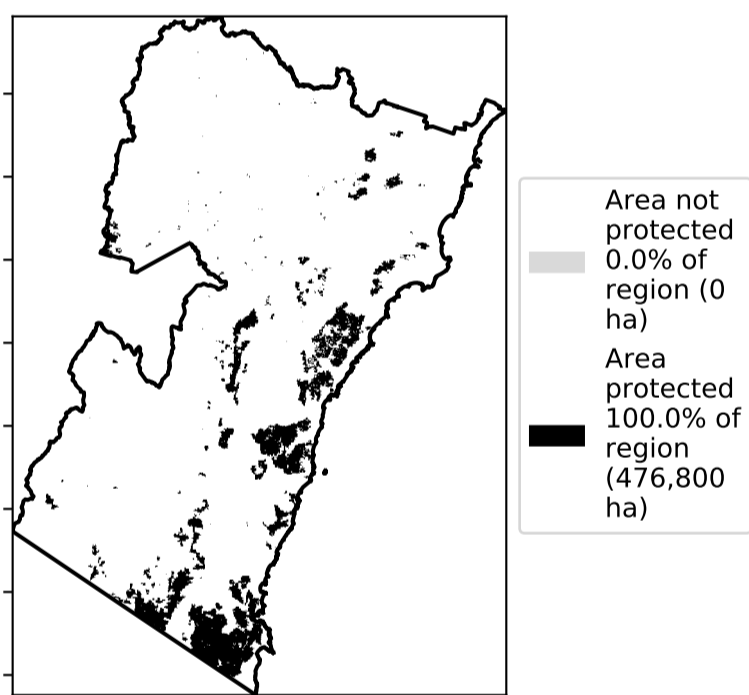 Area not
protected
0.0% of
region (0
ha)
Area
protected
100.0% of
region
(476,800
ha)